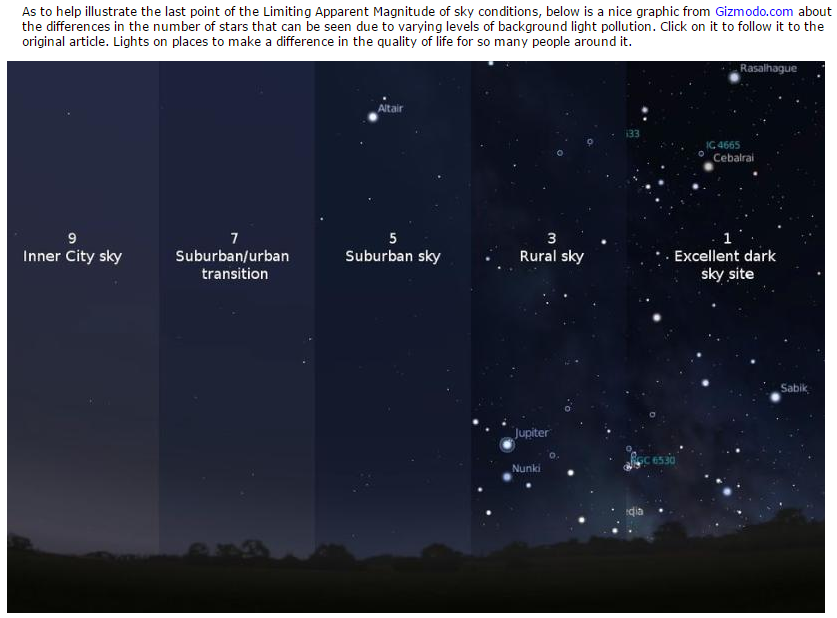 As to help illustrate the last point of the Limiting Apparent Magnitude of sky conditions, below is a nice graphic from Gizmodo.com about
the differences in the number of stars that can be seen due to varying levels of background light pollution. Click on it to follow it to the
original article. Lights on places to make a difference in the quality of life for so many people around it.
Rasalhague
Altair
i33
IC 4665
Cebalrai
9
Inner City sky
7
Suburban/urban
transition
5
Suburban sky
3
Rural sky
1
Excellent dark
sky site
Sabik
Jupiter
NGC 6530
Nunki